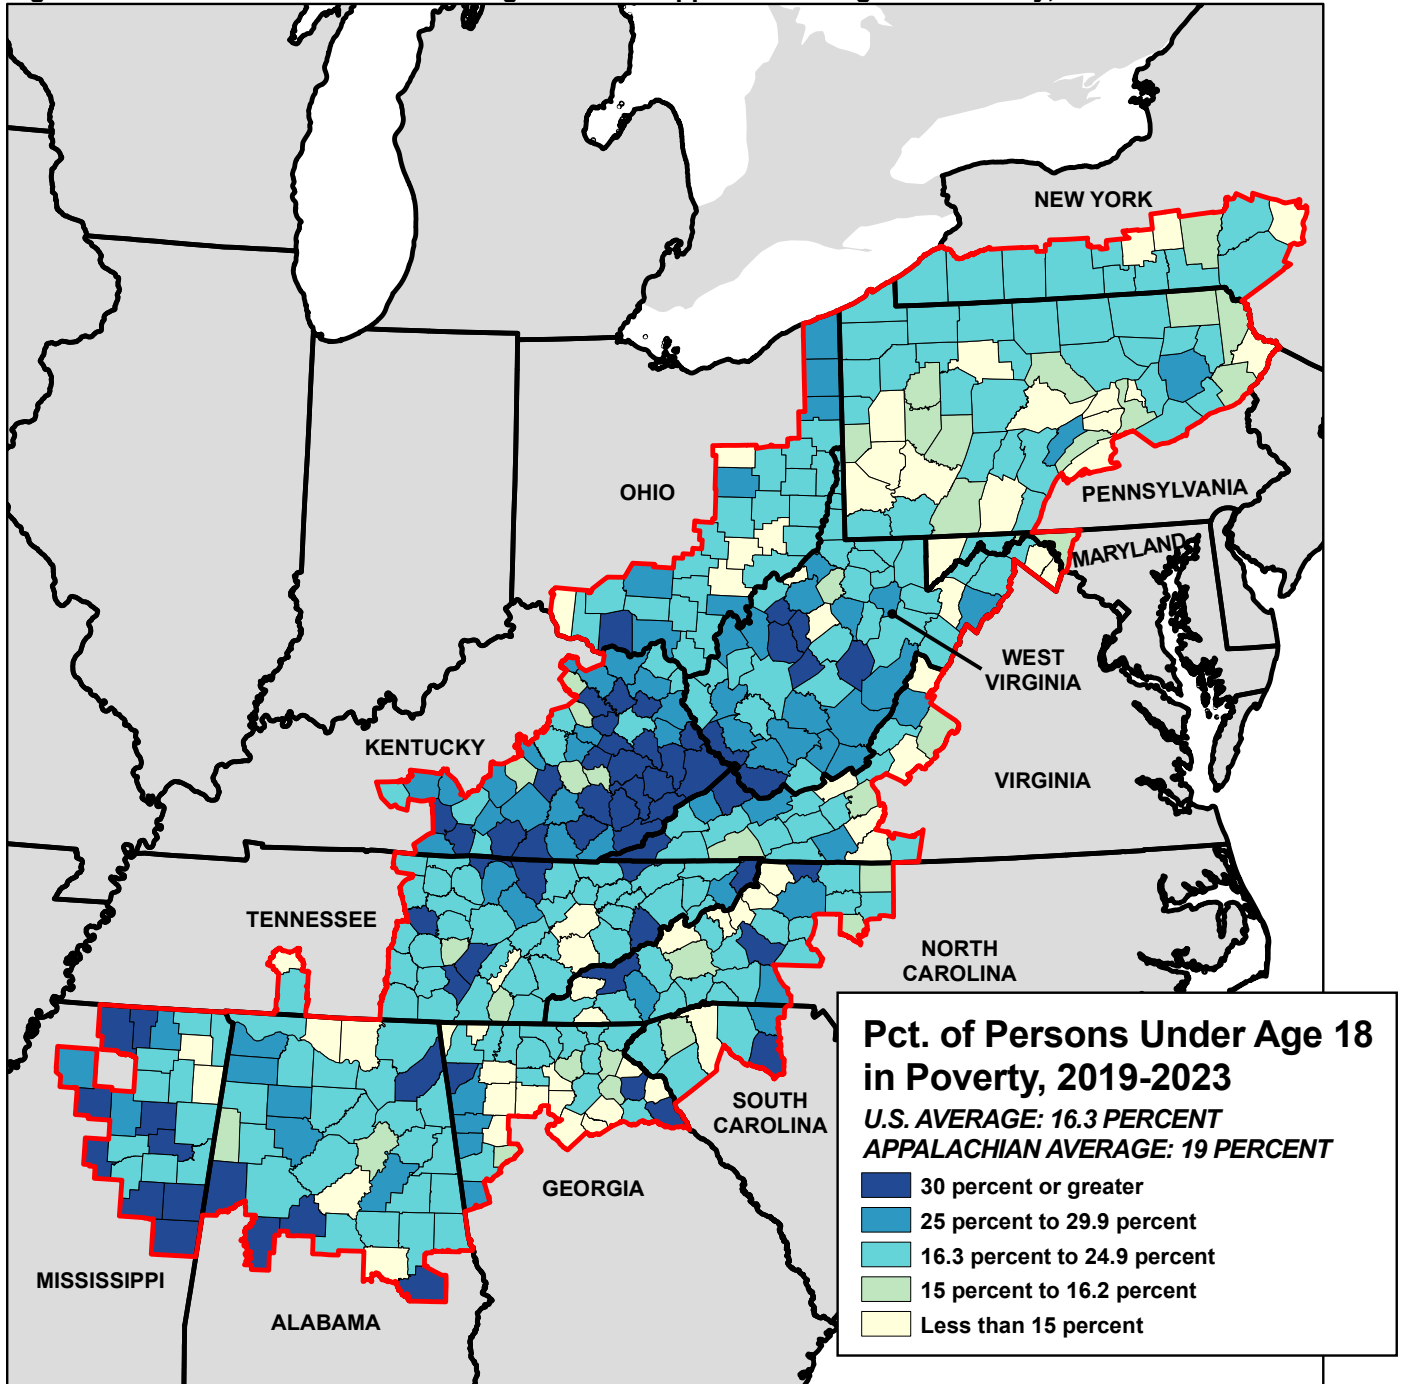 NEW YORK
OHIO
PENNSYLVANIA
MARYLAND
WEST
VIRGINIA
KENTUCKY
VIRGINIA
TENNESSEE
NORTH
CAROLINA
SOUTH
CAROLINA
GEORGIA
MISSISSIPPI
ALABAMA
Pct. of Persons Under Age 18
in Poverty, 2019-2023
U.S. AVERAGE: 16.3 PERCENT
APPALACHIAN AVERAGE: 19 PERCENT
30 percent or greater
25 percent to 29.9 percent
16.3 percent to 24.9 percent
15 percent to 16.2 percent
Less than 15 percent